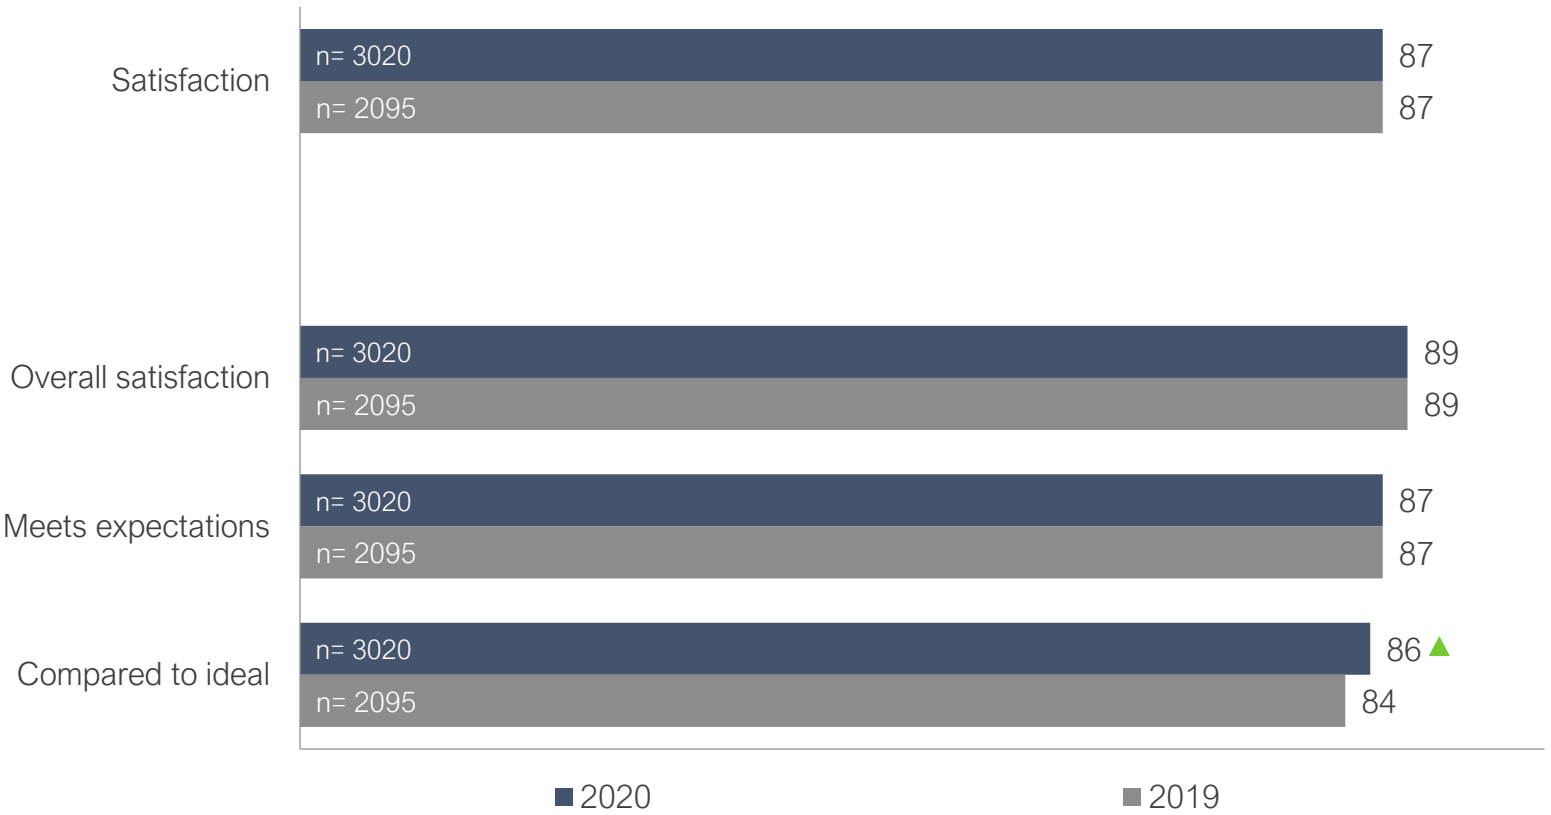 Satisfaction
n= 3020
87
n= 2095
87
Overall satisfaction
n= 3020
89
n= 2095
89
Meets expectations
n= 3020
87
n= 2095
87
Compared to ideal
n= 3020
86
n= 2095
84
2020
2019